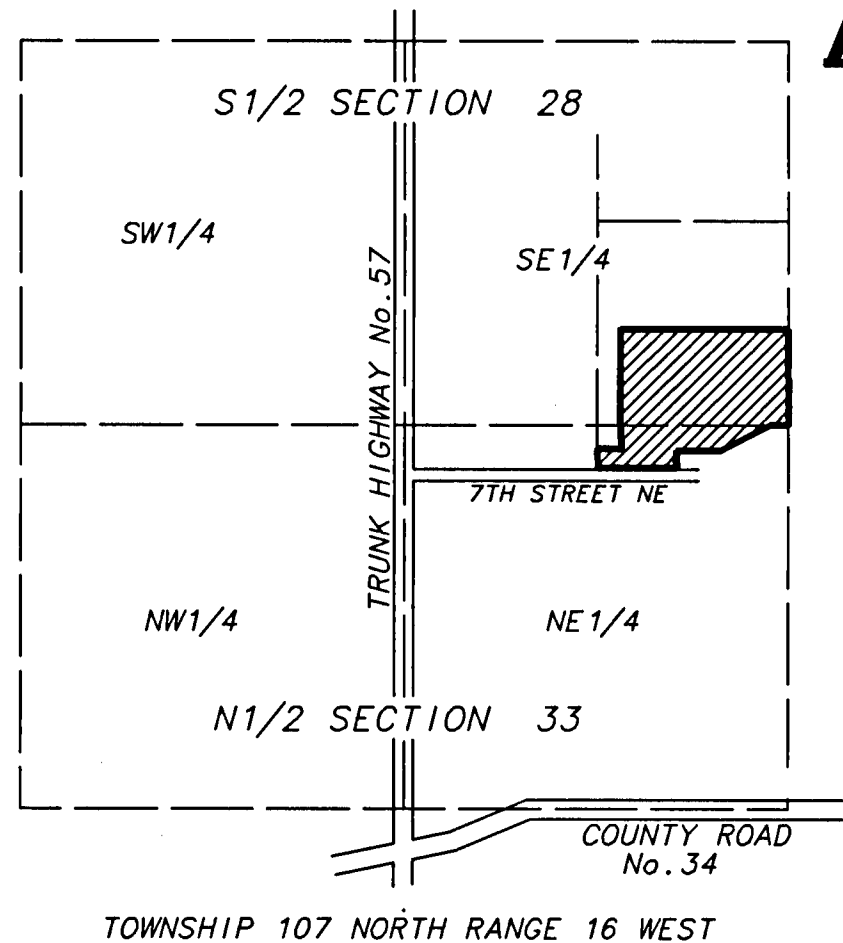 S1/2 SECTION 28
SW1/4
SE1/4
TRUNK HIGHWAY No.57
7TH STREET NE
NW1/4
NE1/4
N1/2 SECTION 33
COUNTY ROAD
No.34
TOWNSHIP 107 NORTH RANGE 16 WEST